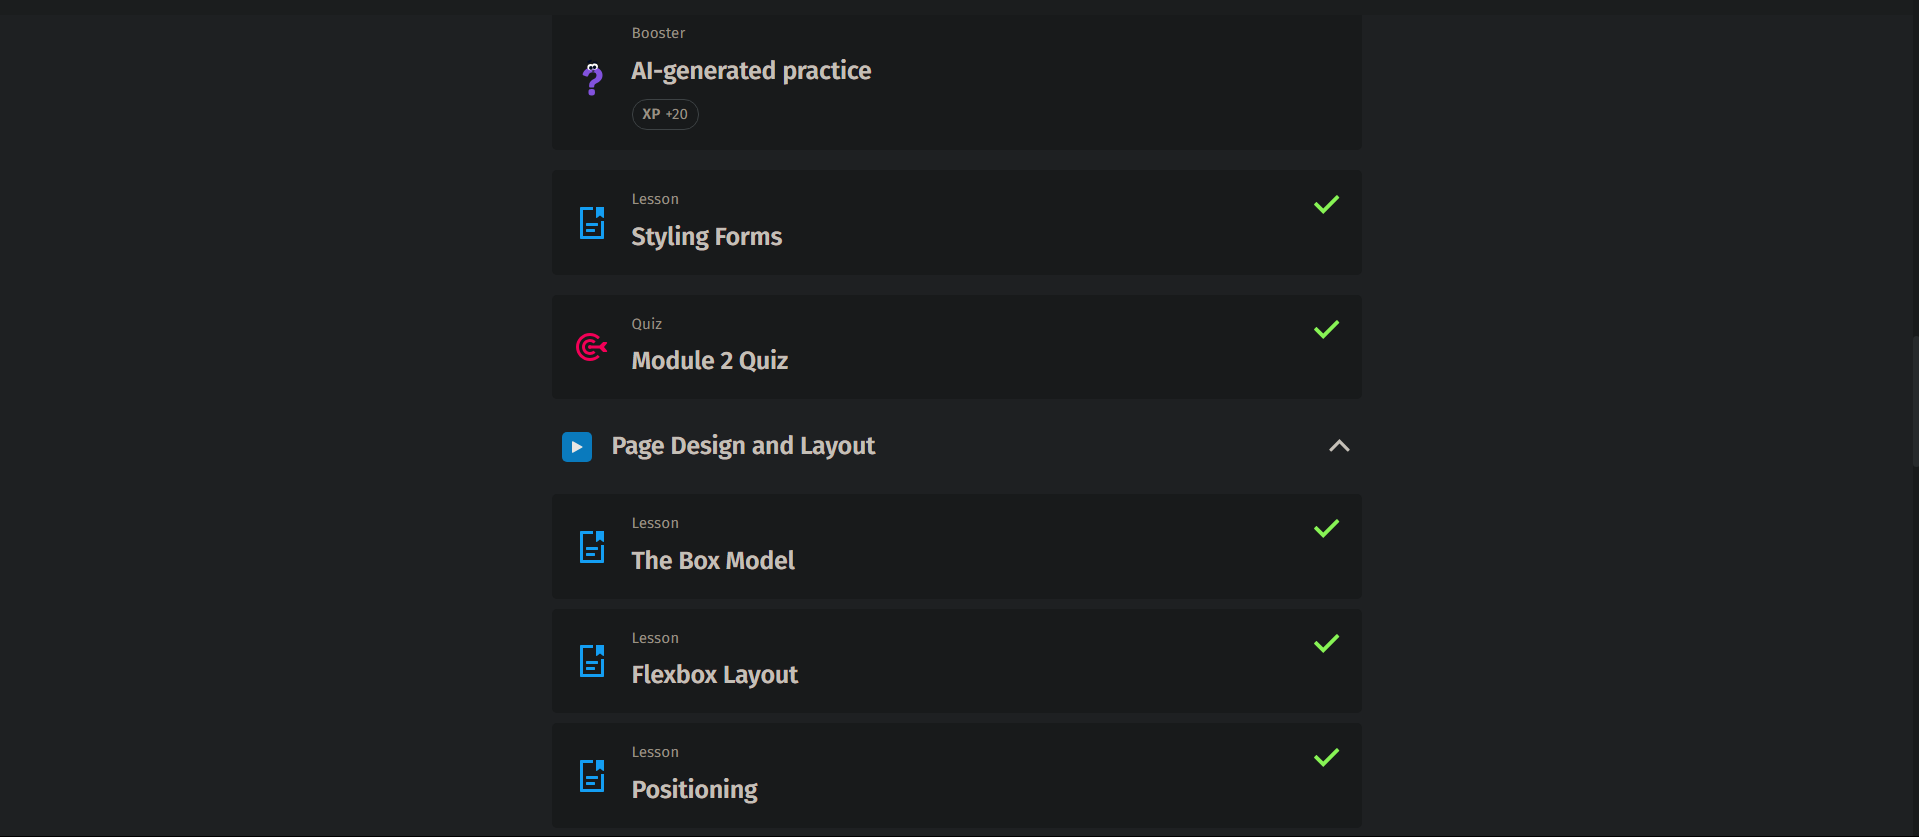 Booster
AI-generated practice
XP +20
Lesson
Styling Forms
Quiz
Module 2 Quiz
Page Design and Layout
Lesson
The Box Model
Lesson
Flexbox Layout
Lesson
Positioning